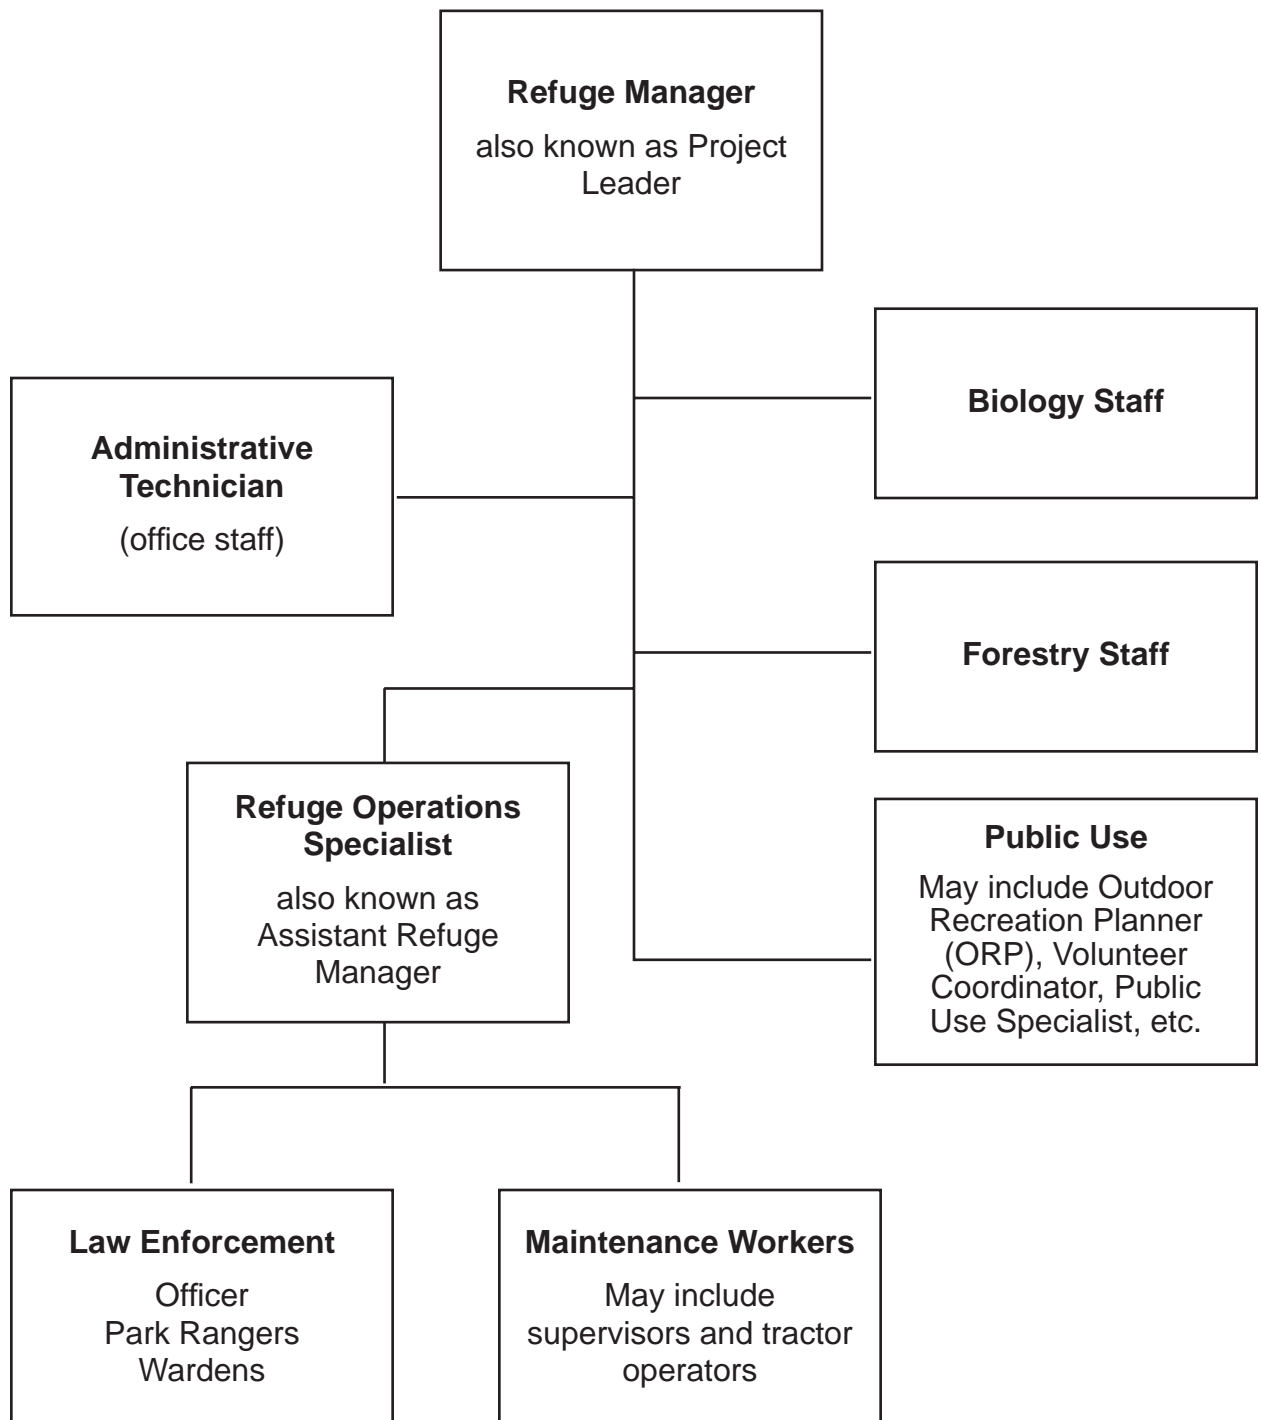 Refuge Manager
also known as Project
Leader
Biology Staff
Administrative
Technician
(office staff)
Forestry Staff
Refuge Operations
Specialist
also known as
Assistant Refuge
Manager
Public Use
May include Outdoor
Recreation Planner
(ORP), Volunteer
Coordinator, Public
Use Specialist, etc.
Law Enforcement
Officer
Park Rangers
Wardens
Maintenance Workers
May include
supervisors and tractor
operators